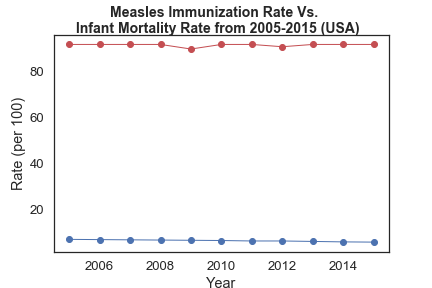 Measles Immunization Rate Vs.
Infant Mortality Rate from 2005-2015 (USA)
Rate (per 100)
80
60
40
20
2006 2008 2010 2012 2014
Year